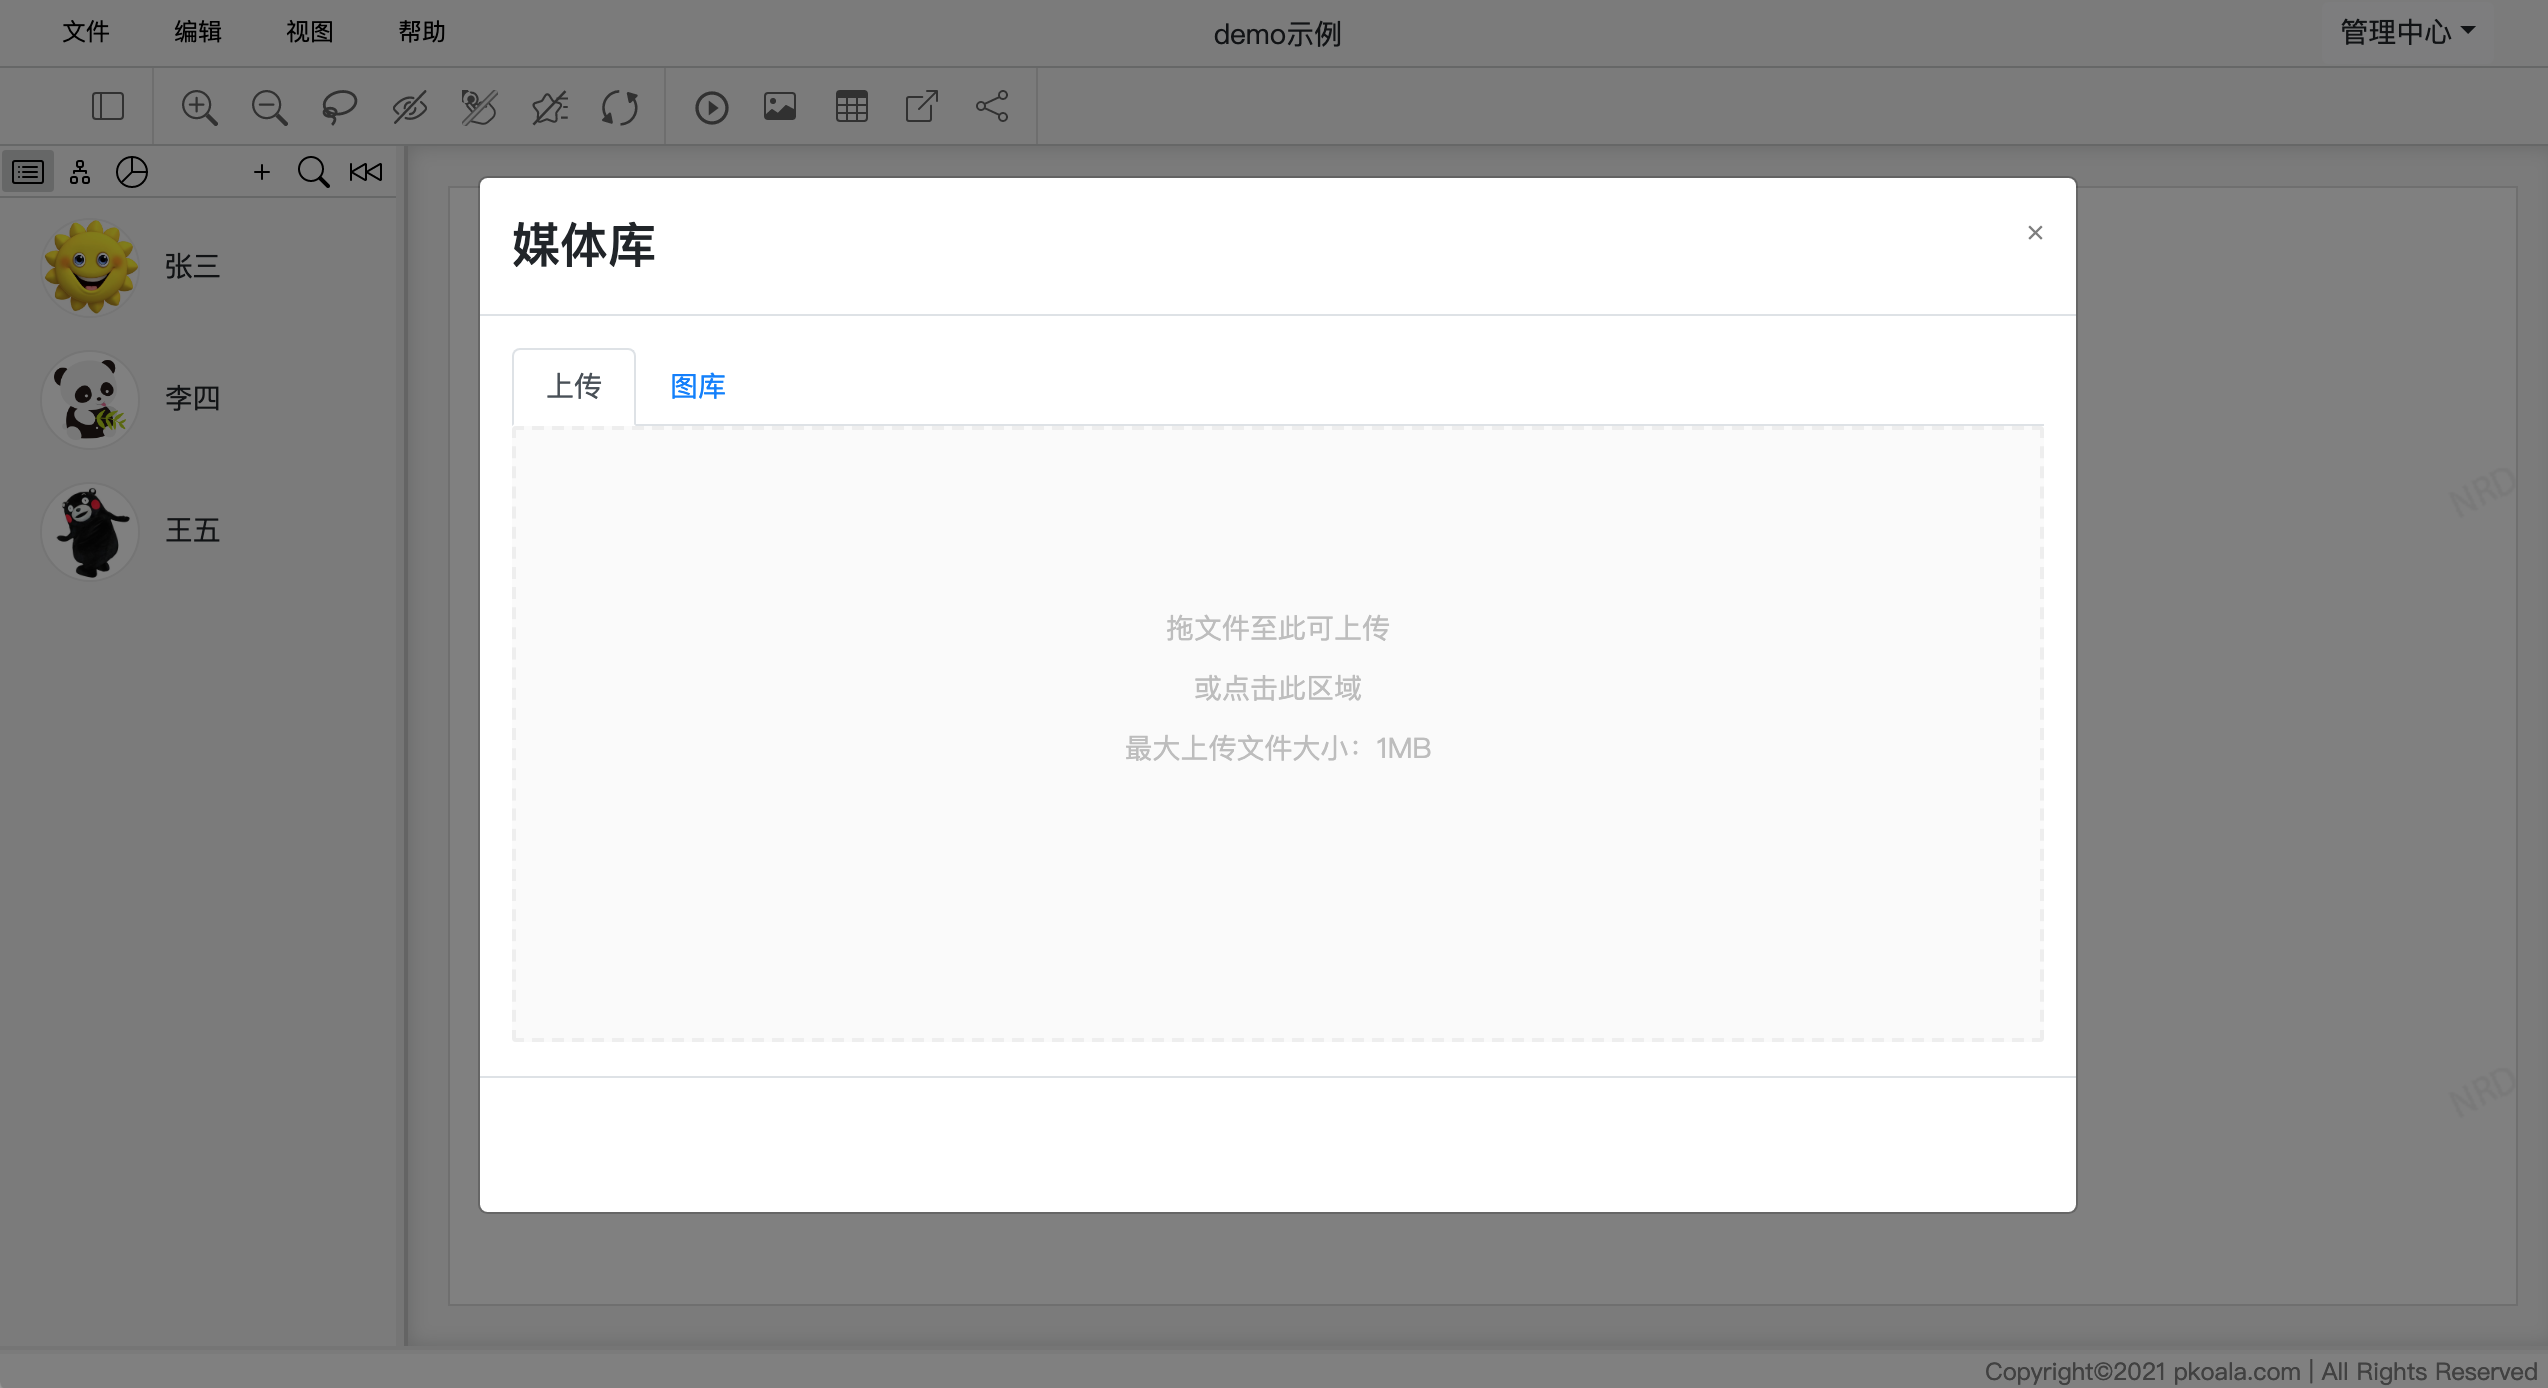 文件 编辑 视图 帮助 demo示例 管理中心
张三
李四
王五
媒体库
×
上传 图库
拖文件至此可上传
或点击此区域
最大上传文件大小：1MB
NRD
NRD
Copyright©2021 pkoala.com | All Rights Reserved